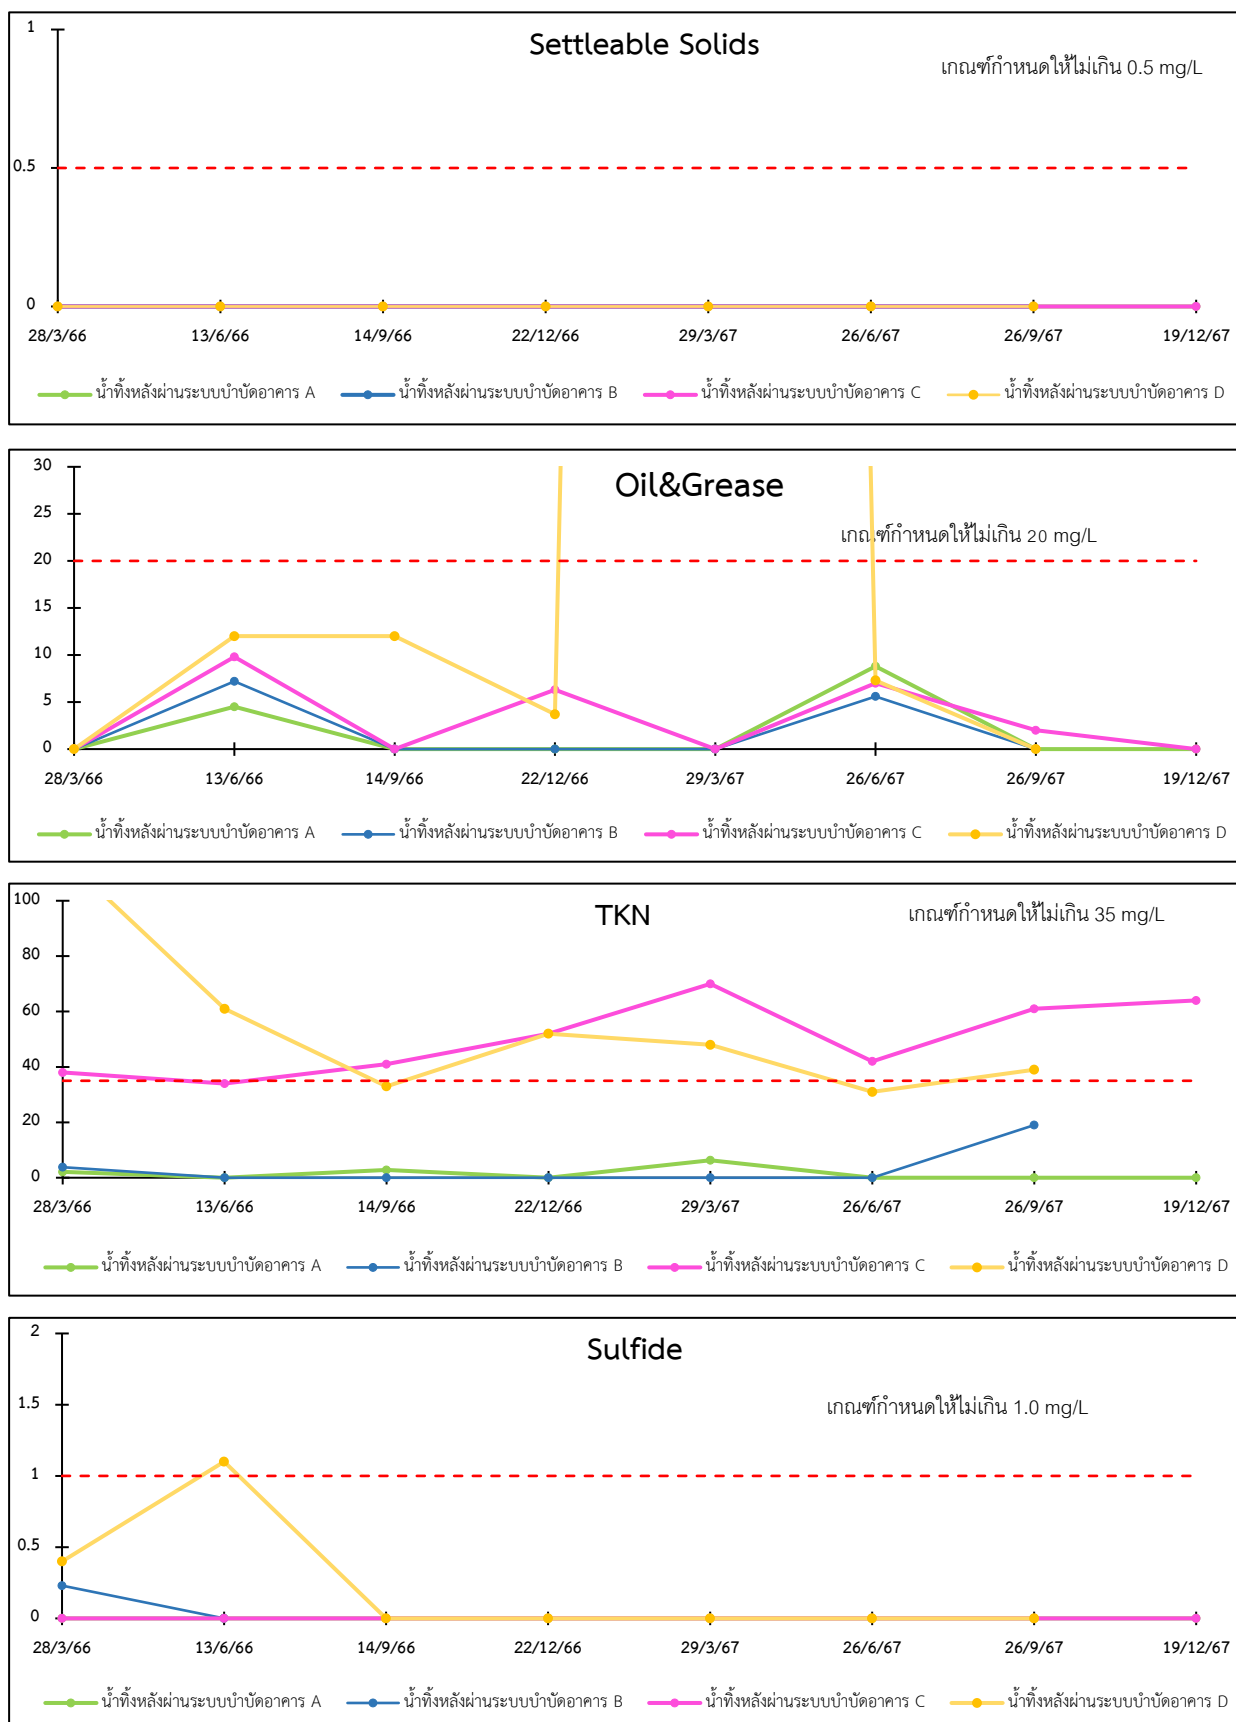 Settleable Solids
เกณฑ์กำหนดให้ไม่เกิน 0.5 mg/L
1
0.5
0
28/3/66 13/6/66 14/9/66 22/12/66 29/3/67 26/6/67 26/9/67 19/12/67
น้ำทิ้งหลังผ่านระบบบำบัดอาคาร A น้ำทิ้งหลังผ่านระบบบำบัดอาคาร B น้ำทิ้งหลังผ่านระบบบำบัดอาคาร C น้ำทิ้งหลังผ่านระบบบำบัดอาคาร D
Oil&Grease
เกณฑ์กำหนดให้ไม่เกิน 20 mg/L
30
25
20
15
10
5
0
28/3/66 13/6/66 14/9/66 22/12/66 29/3/67 26/6/67 26/9/67 19/12/67
น้ำทิ้งหลังผ่านระบบบำบัดอาคาร A น้ำทิ้งหลังผ่านระบบบำบัดอาคาร B น้ำทิ้งหลังผ่านระบบบำบัดอาคาร C น้ำทิ้งหลังผ่านระบบบำบัดอาคาร D
TKN
เกณฑ์กำหนดให้ไม่เกิน 35 mg/L
100
80
60
40
20
0
28/3/66 13/6/66 14/9/66 22/12/66 29/3/67 26/6/67 26/9/67 19/12/67
น้ำทิ้งหลังผ่านระบบบำบัดอาคาร A น้ำทิ้งหลังผ่านระบบบำบัดอาคาร B น้ำทิ้งหลังผ่านระบบบำบัดอาคาร C น้ำทิ้งหลังผ่านระบบบำบัดอาคาร D
Sulfide
เกณฑ์กำหนดให้ไม่เกิน 1.0 mg/L
2
1.5
1
0.5
0
28/3/66 13/6/66 14/9/66 22/12/66 29/3/67 26/6/67 26/9/67 19/12/67
น้ำทิ้งหลังผ่านระบบบำบัดอาคาร A น้ำทิ้งหลังผ่านระบบบำบัดอาคาร B น้ำทิ้งหลังผ่านระบบบำบัดอาคาร C น้ำทิ้งหลังผ่านระบบบำบัดอาคาร D